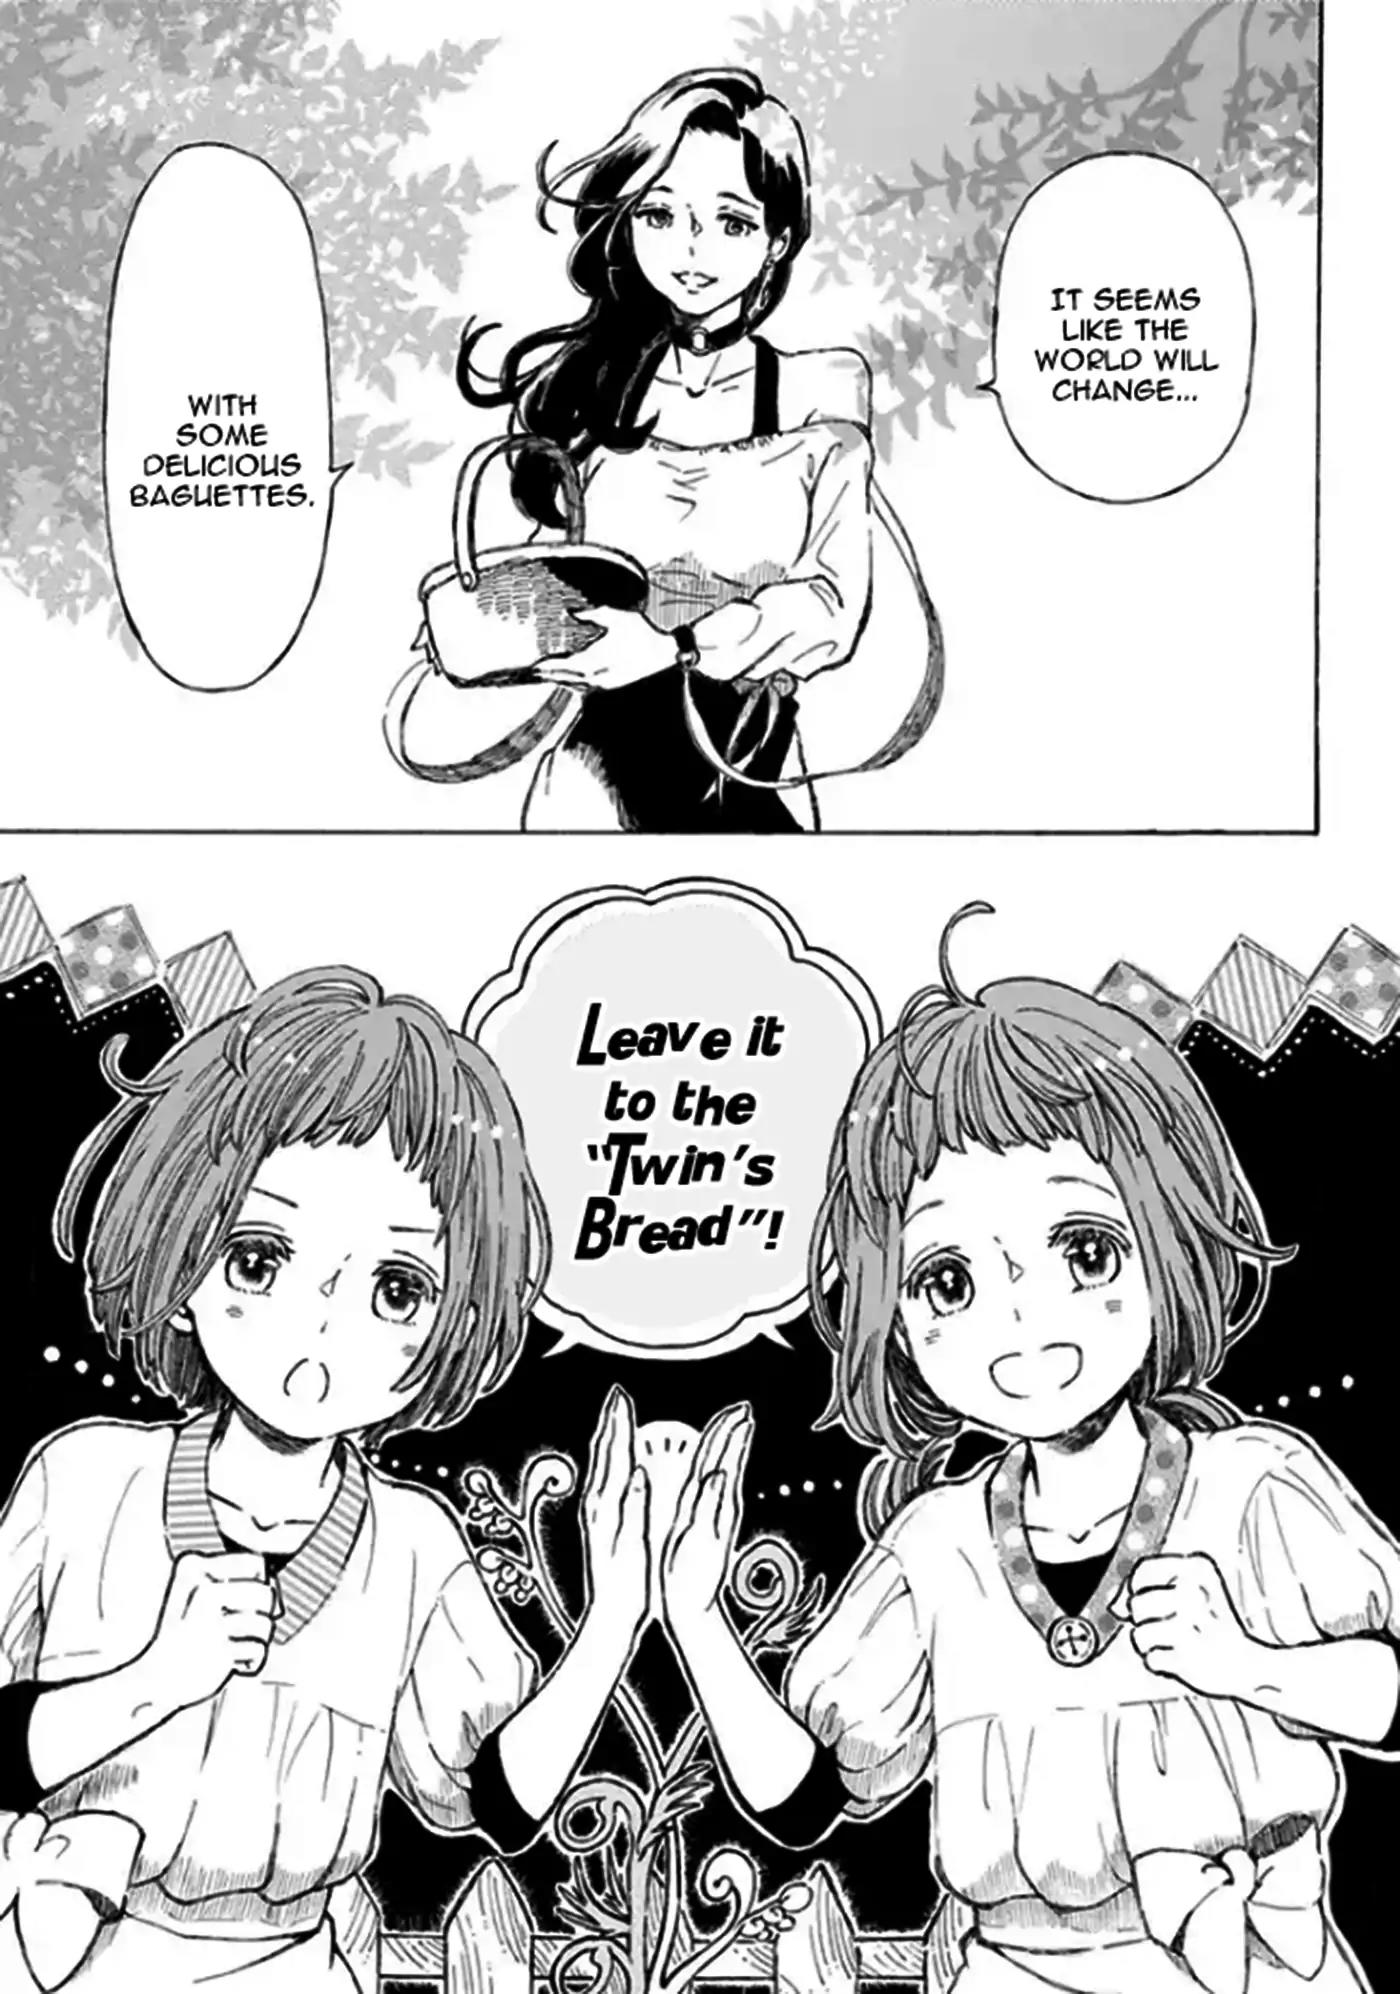 IT SEEMS
LIKE THE
WORLD WILL
CHANGE...
WITH
SOME
DELICIOUS
BAGUETTES.
Leave it
to the
"Twin's
Bread"!